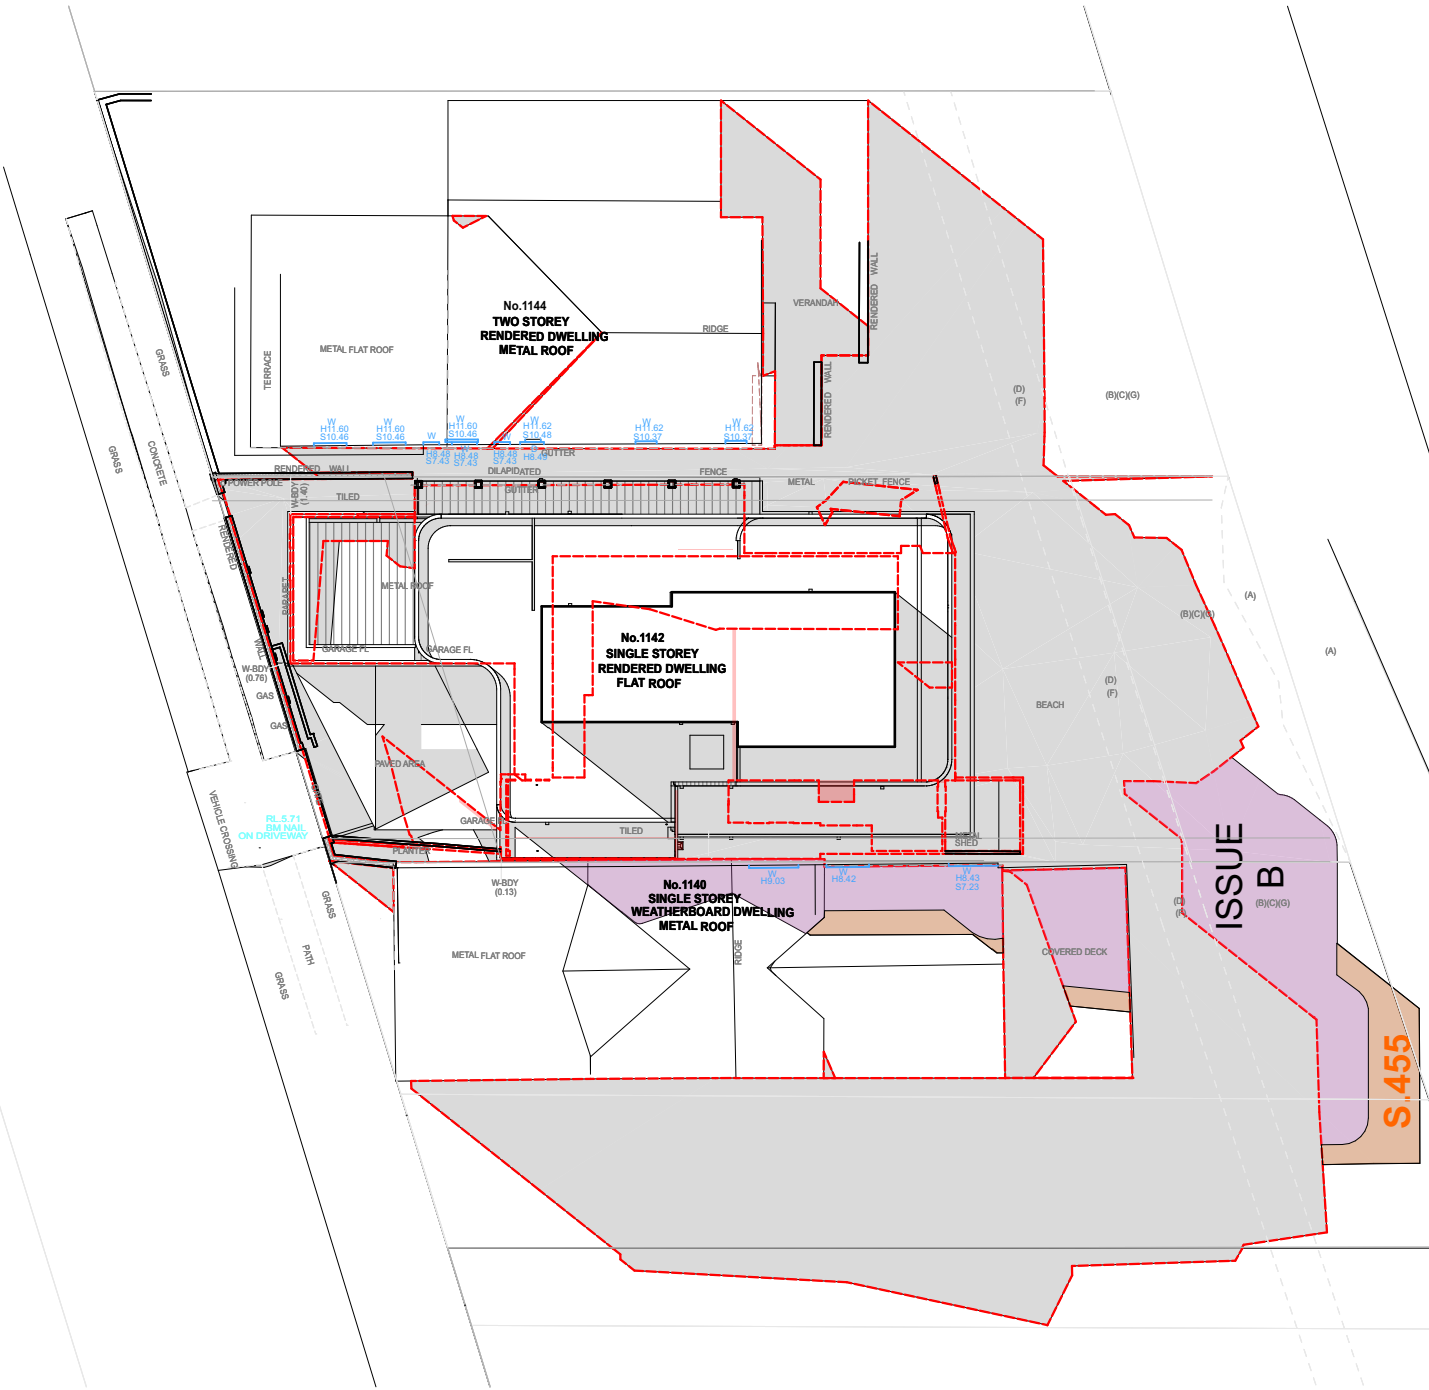 No.1144
TWO STOREY
RENDERED DWELLING
METAL ROOF
VERANDAH
RENDERED WALL
RIDGE
METAL FLAT ROOF
TERRACE
GRASS
GRASS
CONCRETE
RENDERED WALL
(D)
(F)
(B)(C)(G)
W
H11.60
S10.46
W
H11.60
S10.46
W
W
H11.60
S10.46
W
W
H11.62
S10.48
W
H11.62
S10.37
W
H11.62
S10.37
H8.48
S7.43
W
H8.48
S7.43
H8.48
S7.43
GUTTER
RENDERED WALL
DILAPIDATED
FENCE
POWER POLE
W-BDY
(1.40)
TILED
GUTTER
METAL
PICKET FENCE
RENDERED
WALL
PARAPET
METAL ROOF
GARAGE FL
GARAGE FL
No.1142
SINGLE STOREY
RENDERED DWELLING
FLAT ROOF
(A)
(B)(C)(G)
(A)
W-BDY
(0.76)
GAS
GAS
(D)
(F)
BEACH
PAVED AREA
VEHICLE CROSSING
RL.5.71
BM NAIL
ON DRIVEWAY
TILED
SHED
PLANTER
W-BDY
(0.13)
No.1140
SINGLE STOREY
WEATHERBOARD DWELLING
METAL ROOF
W
H9.03
W
H8.42
W
H8.43
S7.23
ISSUE
B
(D)
(F)
(B)(C)(G)
GRASS
PATH
GRASS
METAL FLAT ROOF
RIDGE
COVERED DECK
S.455